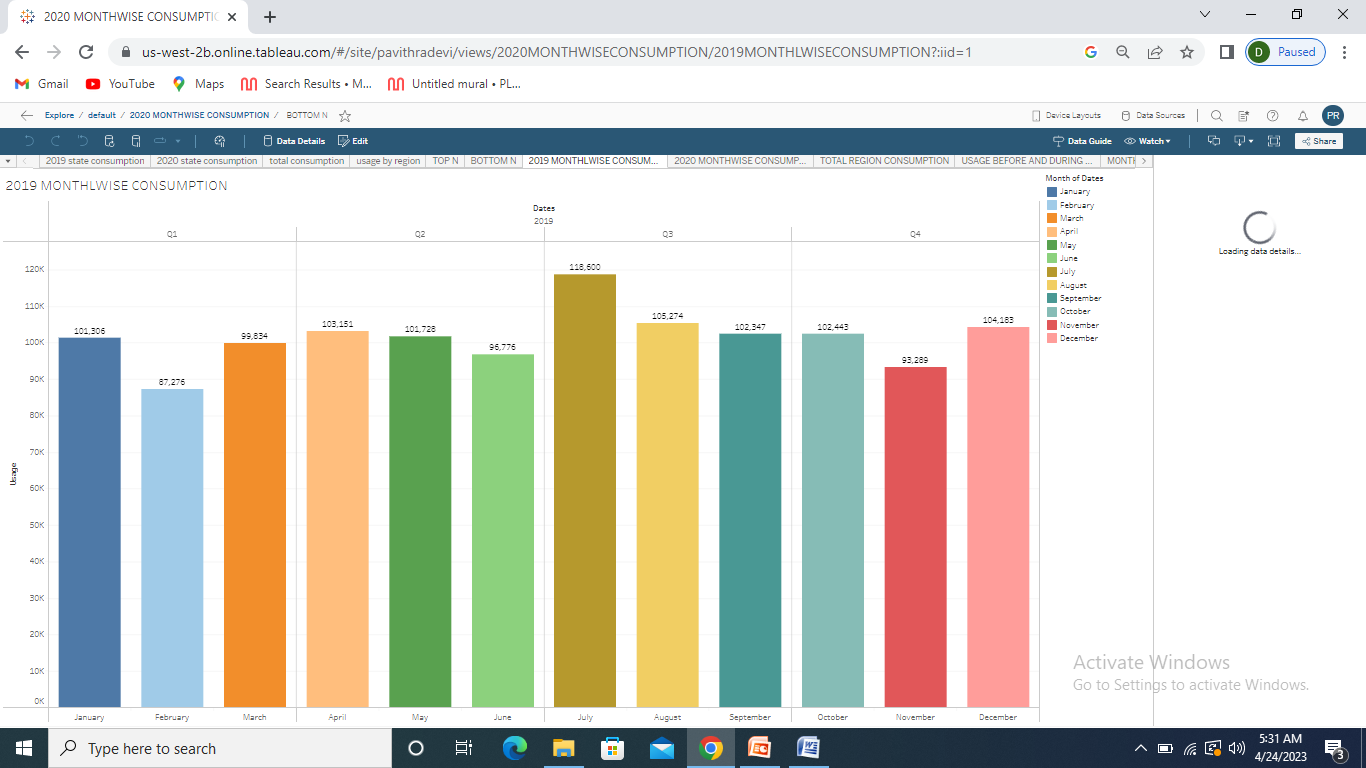 2020 MONTHWISE CONSUMPTIO
us-west-2b.online.tableau.com/#/site/pavithradevi/views/2020MONTHWISECONSUMPTION/2019MONTHLWISECONSUMPTION?:iid=1
D Paused
Gmail YouTube Maps Search Results • M... Untitled mural • PL...
Explore / default / 2020 MONTHWISE CONSUMPTION / BOTTOM N Device Layouts Data Sources PR
Data Details Edit Data Guide Watch Share
2019 state consumption 2020 state consumption total consumption usage by region TOP N BOTTOM N 2019 MONTHLWISE CONSUM... 2020 MONTHWISE CONSUMP... TOTAL REGION CONSUMPTION USAGE BEFORE AND DURING ... MONTH
2019 MONTHLWISE CONSUMPTION
Dates
2019
Q1 Q2 Q3 Q4
120K
110K
100K
90K
80K
70K
60K
50K
40K
30K
20K
10K
0K
Usage
101,306
87,276
99,834
103,151
101,728
96,776
118,600
105,274
102,347
102,443
93,289
104,183
January February March April May June July August September October November December
Month of Dates
January
February
March
April
May
June
July
August
September
October
November
December
Loading data details...
Activate Windows
Go to Settings to activate Windows.
Type here to search
5:31 AM
4/24/2023
3